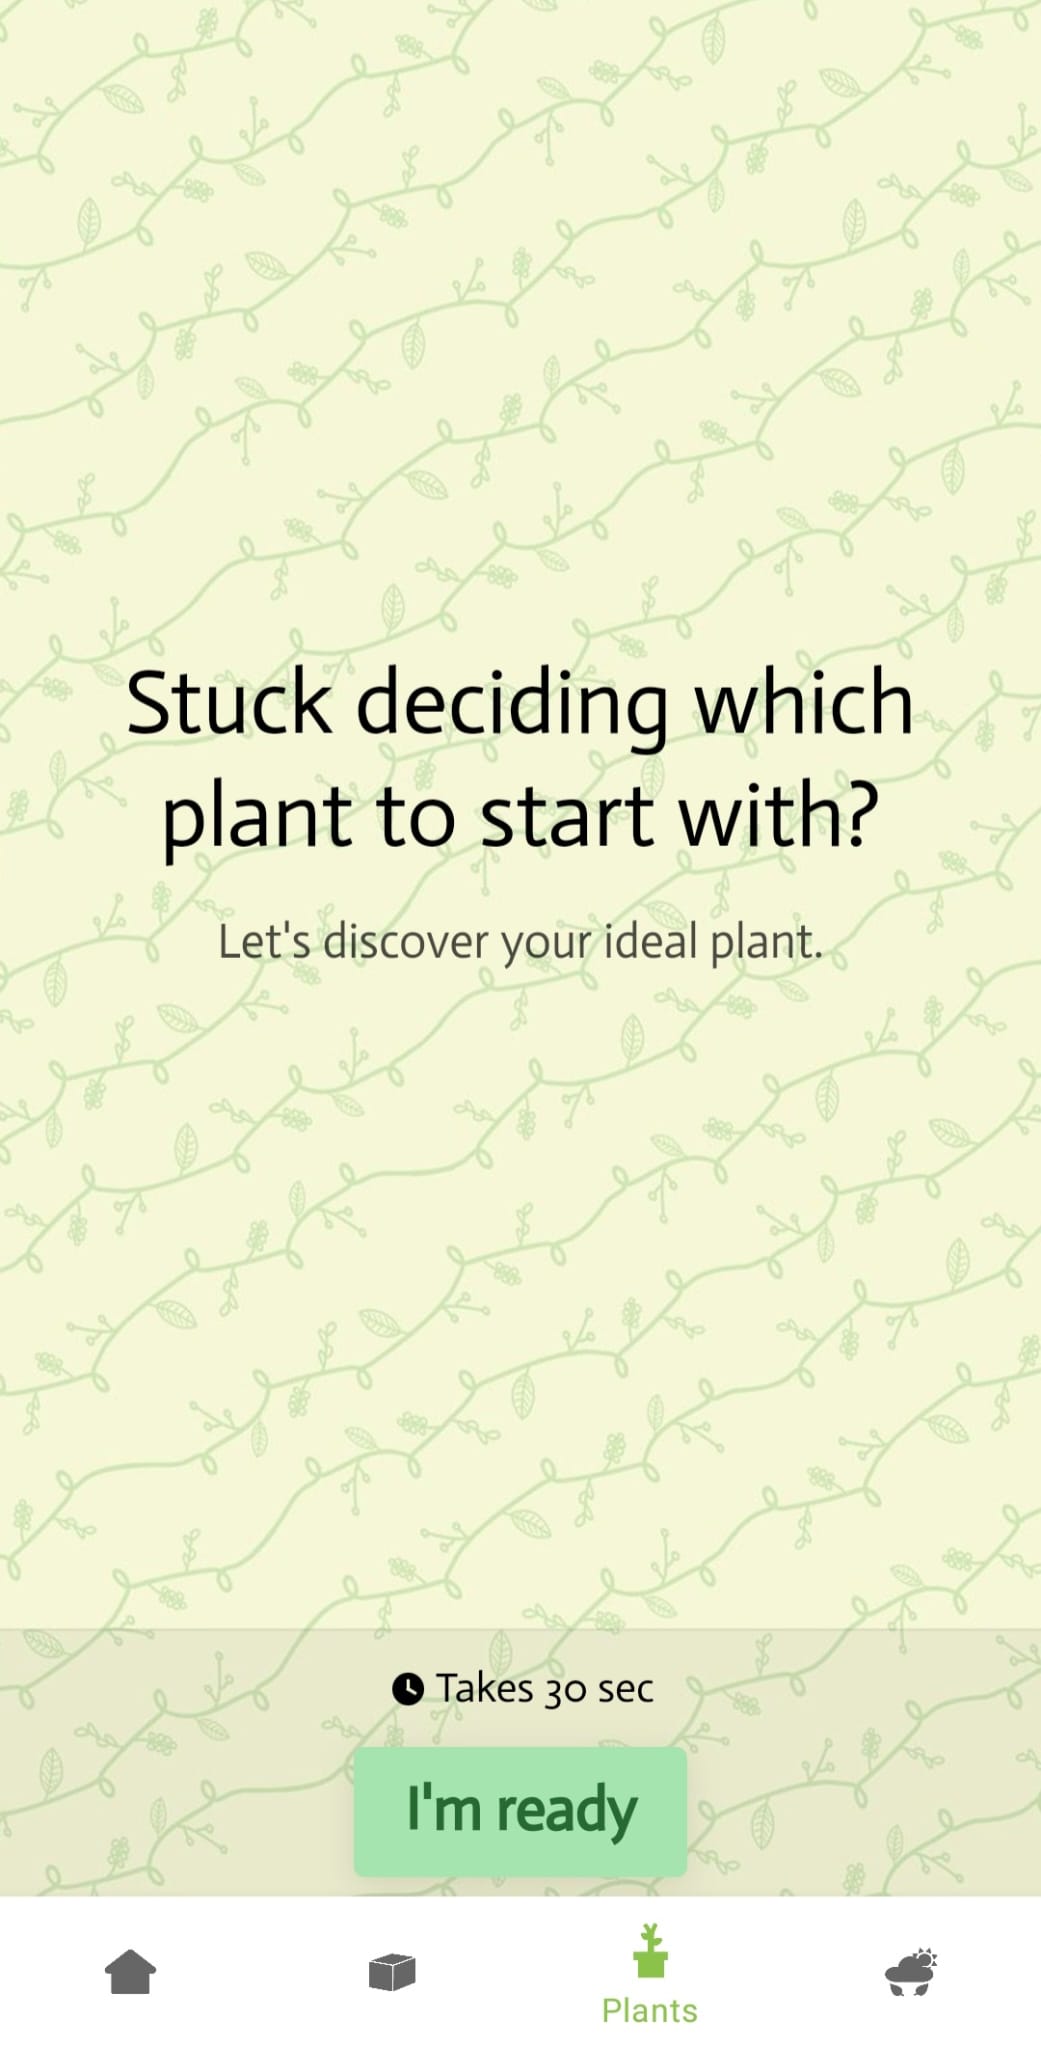 Stuck deciding which
plant to start with?
Let's discover your ideal plant.
Takes 30 sec
I'm ready
Plants